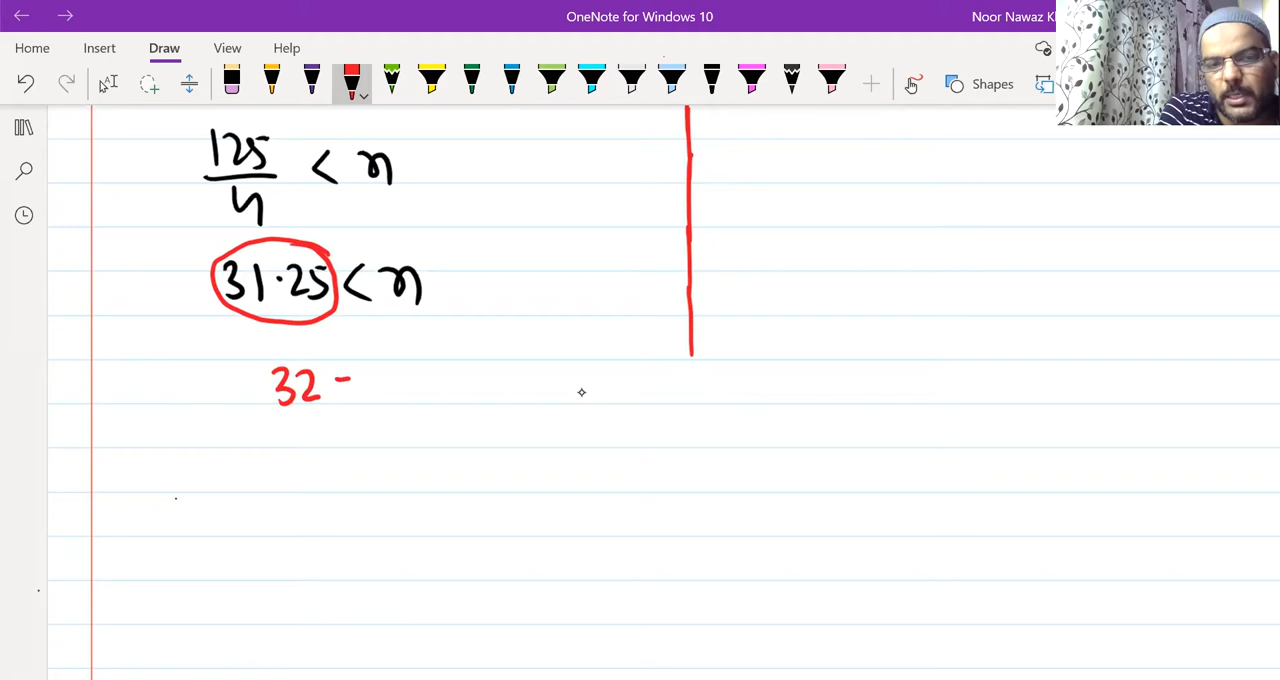 OneNote for Windows 10
Noor Nawaz
Home Insert Draw View Help
Shapes
125
4 < n
31.25 < n
32 -